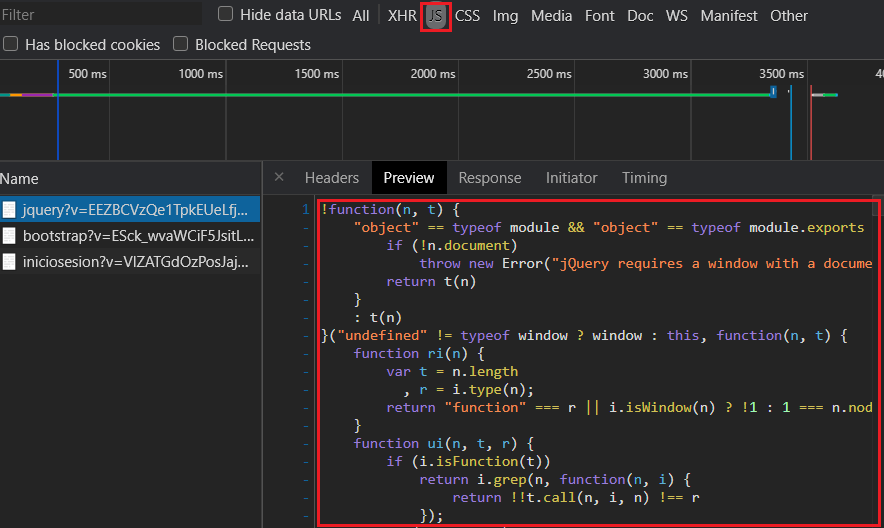 Filter Hide data URLs All XHR JS CSS Img Media Font Doc WS Manifest Other
Has blocked cookies Blocked Requests
500 ms 1000 ms 1500 ms 2000 ms 2500 ms 3000 ms 3500 ms 40
Name
jquery?v=EEZBCVzQe1TpkEUeLfj...
bootstrap?v=ESck_wvaWCiF5JsitL...
iniciosesion?v=VlZATGdOzPosJaj...
× Headers Preview Response Initiator Timing
1 !function(n, t) {
- "object" == typeof module && "object" == typeof module.exports
- if (!n.document)
- throw new Error("jQuery requires a window with a docume
- return t(n)
- }
- : t(n)
- }("undefined" != typeof window ? window : this, function(n, t) {
- function ri(n) {
- var t = n.length
- , r = i.type(n);
- return "function" === r || i.isWindow(n) ? !1 : 1 === n.nod
- }
- function ui(n, t, r) {
- if (i.isFunction(t))
- return i.grep(n, function(n, i) {
- return !!t.call(n, i, n) !== r
- });